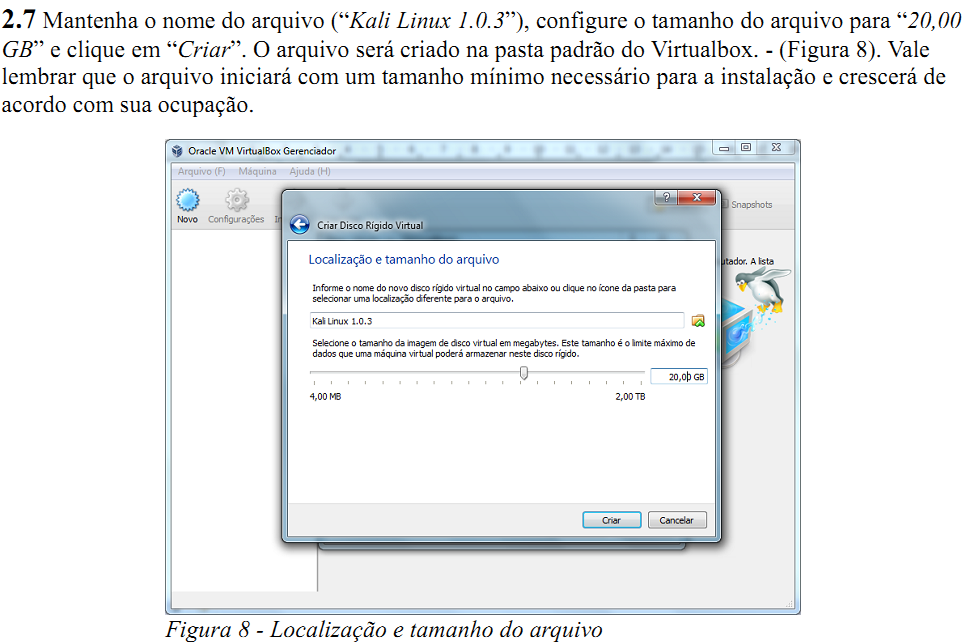 2.7 Mantenha o nome do arquivo (“Kali Linux 1.0.3”), configure o tamanho do arquivo para “20,00
GB” e clique em “Criar”. O arquivo será criado na pasta padrão do Virtualbox. - (Figura 8). Vale
lembrar que o arquivo iniciará com um tamanho mínimo necessário para a instalação e crescerá de
acordo com sua ocupação.
Oracle VM VirtualBox Gerenciador
Arquivo (F) Máquina Ajuda (H)
Novo Configurações Snapshots
Criar Disco Rígido Virtual
A lista
Localização e tamanho do arquivo
Informe o nome do novo disco rígido virtual no campo abaixo ou clique no ícone da pasta para
selecionar uma localização diferente para o arquivo.
Kali Linux 1.0.3
Selecione o tamanho da imagem de disco virtual em megabytes. Este tamanho é o limite máximo de
dados que uma máquina virtual poderá armazenar neste disco rígido.
20,00 GB
4,00 MB 2,00 TB
Criar Cancelar
Figura 8 - Localização e tamanho do arquivo